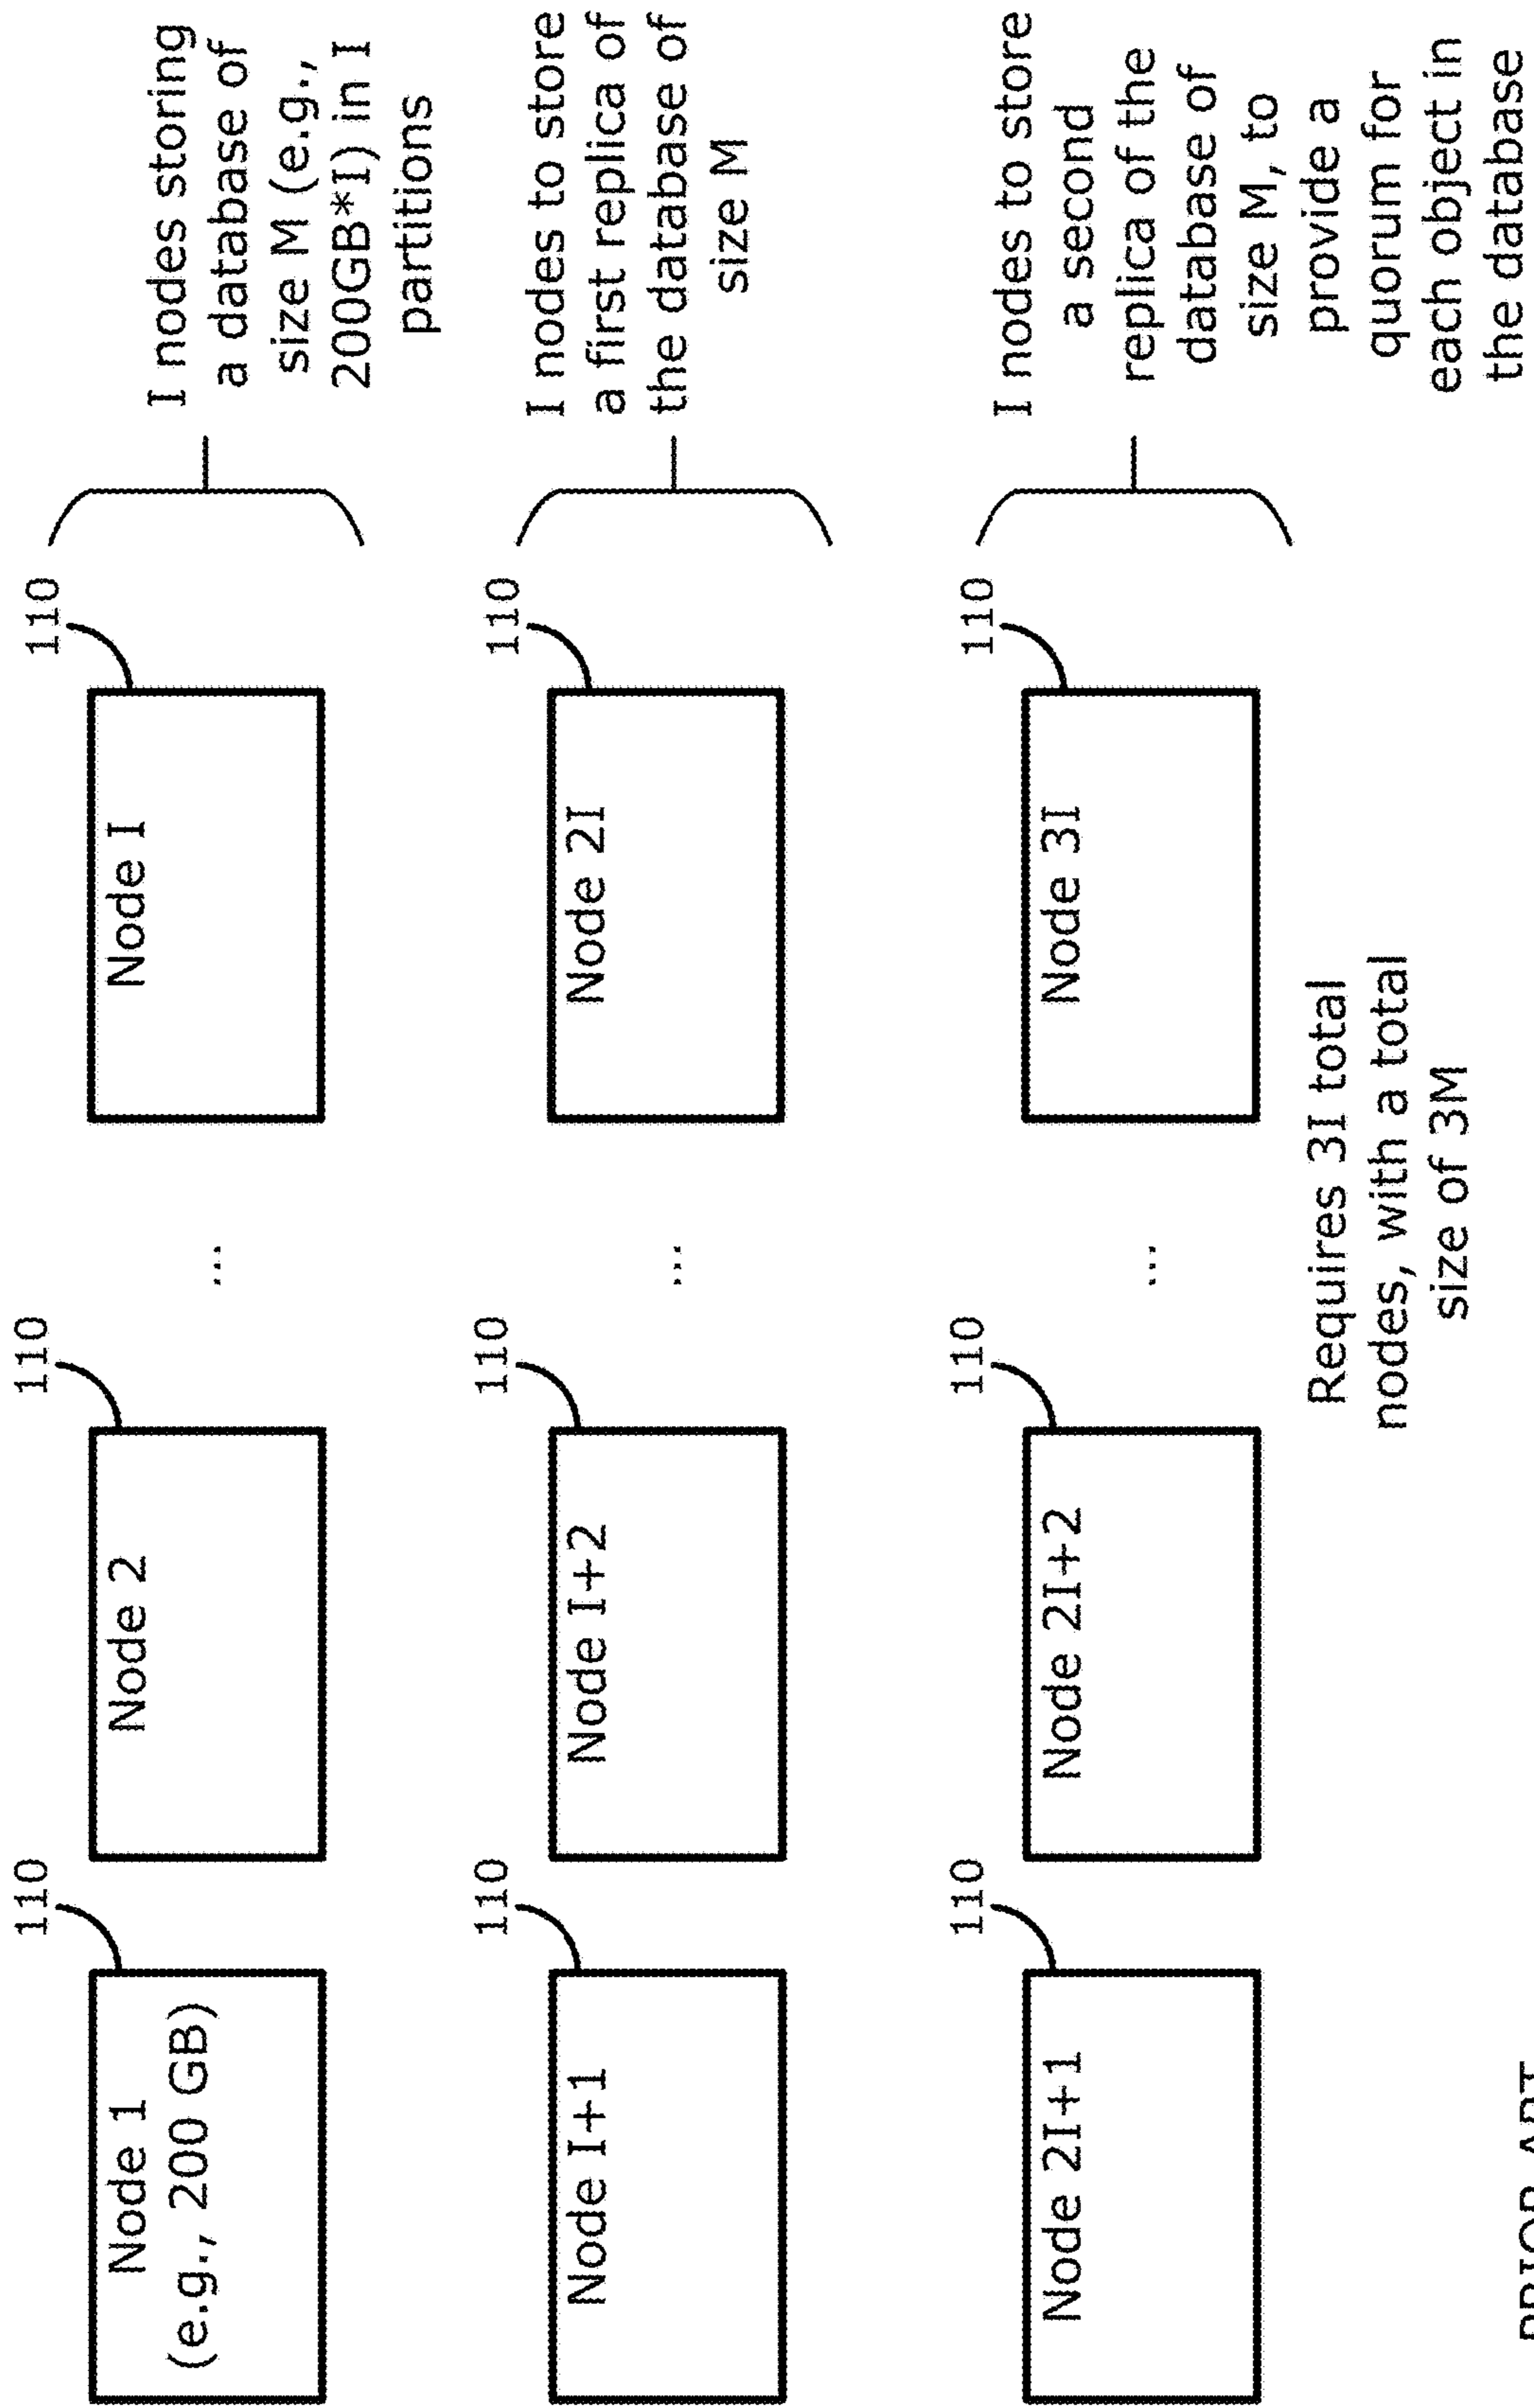 110
110
110
Node 1
(e.g., 200 GB)
Node 2
...
Node I
I nodes storing
a database of
size M (e.g.,
200GB*I) in I
partitions
110
110
110
Node I+1
Node I+2
...
Node 2I
I nodes to store
a first replica of
the database of
size M
110
110
110
Node 2I+1
Node 2I+2
...
Node 3I
I nodes to store
a second
replica of the
database of
size M, to
provide a
quorum for
each object in
the database
Requires 3I total
nodes, with a total
size of 3M
PRIOR ART